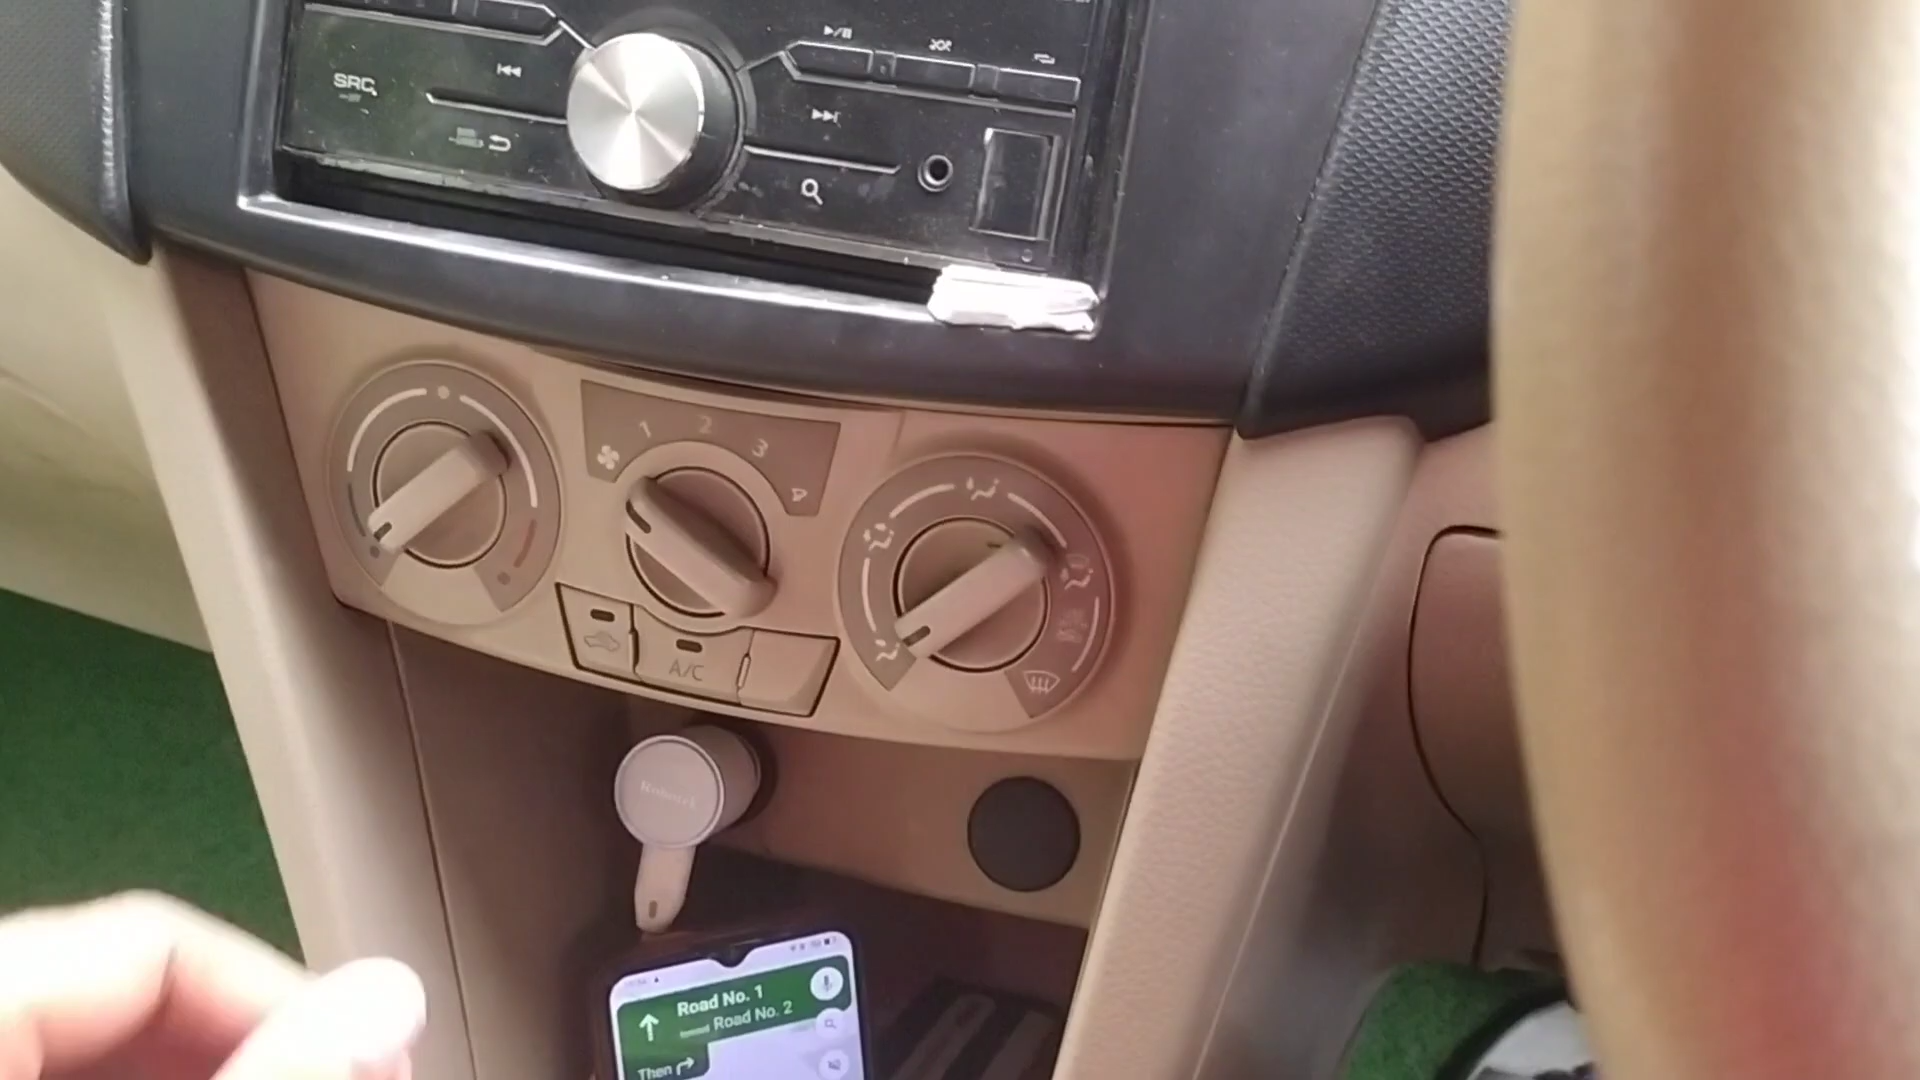 SRC
1 2 3
A/C
Road No. 1
Road No. 2
Then